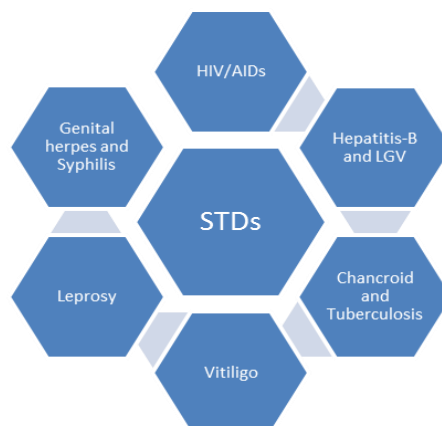 HIV/AIDs
Hepatitis-B
and LGV
Chancroid
and
Tuberculosis
Vitiligo
Leprosy
Genital
herpes and
Syphilis
STDs